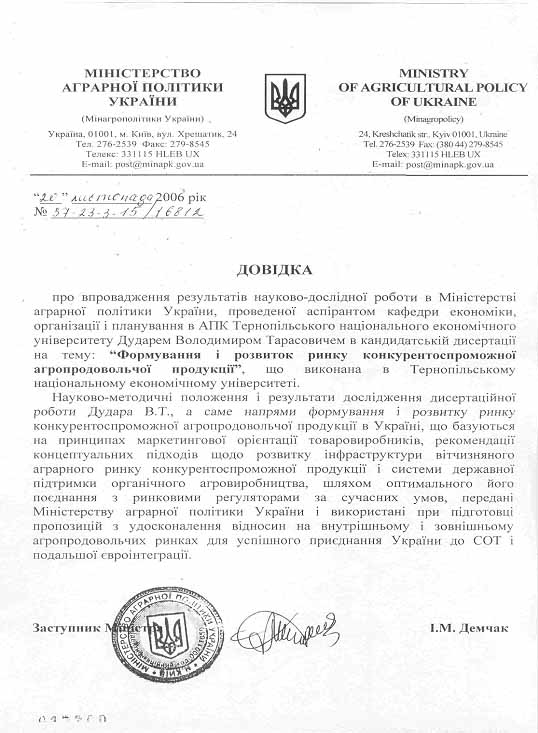 МІНІСТЕРСТВО
АГРАРНОЇ ПОЛІТИКИ
УКРАЇНИ
(Мінагрополітики України)
Україна, 01001, м. Київ, вул. Хрещатик, 24
Тел. 276-2539 Факс: 279-8545
Телекс: 331115 HLEB UX
E-mail: post@minapk.gov.ua
MINISTRY
OF AGRICULTURAL POLICY
OF UKRAINE
(Minagropolicy)
24, Kreshchatik str., Kyiv 01001, Ukraine
Tel. 276-2539 Fax: (380 44) 279-8545
Telex: 331115 HLEB UX
E-mail: post@minapk.gov.ua
листопада 2006 рік
№ 37-23-3-15/16812
ДОВІДКА
про впровадження результатів науково-дослідної роботи в Міністерстві
аграрної політики України, проведеної аспірантом кафедри економіки,
організації і планування в АПК Тернопільського національного економічного
університету Дударем Володимиром Тарасовичем в кандидатській дисертації
на тему: “Формування і розвиток ринку конкурентоспроможної
агропродовольчої продукції”, що виконана в Тернопільському
національному економічному університеті.
Науково-методичні положення і результати дослідження дисертаційної
роботи Дударя В.Т., а саме напрями формування і розвитку ринку
конкурентоспроможної агропродовольчої продукції в Україні, що базуються
на принципах маркетингової орієнтації товаровиробників, рекомендації
концептуальних підходів щодо розвитку інфраструктури вітчизняного
аграрного ринку конкурентоспроможної продукції і системи державної
підтримки органічного агровиробництва, шляхом оптимального його
поєднання з ринковими регуляторами за сучасних умов, передані
Міністерству аграрної політики України і використані при підготовці
пропозицій з удосконалення відносин на внутрішньому і зовнішньому
агропродовольчих ринках для успішного приєднання України до СОТ і
подальшої євроінтеграції.
Заступник Міністра
І.М. Демчак
МІНІСТЕРСТВО АГРАРНОЇ ПОЛІТИКИ УКРАЇНИ
М.КИЇВ